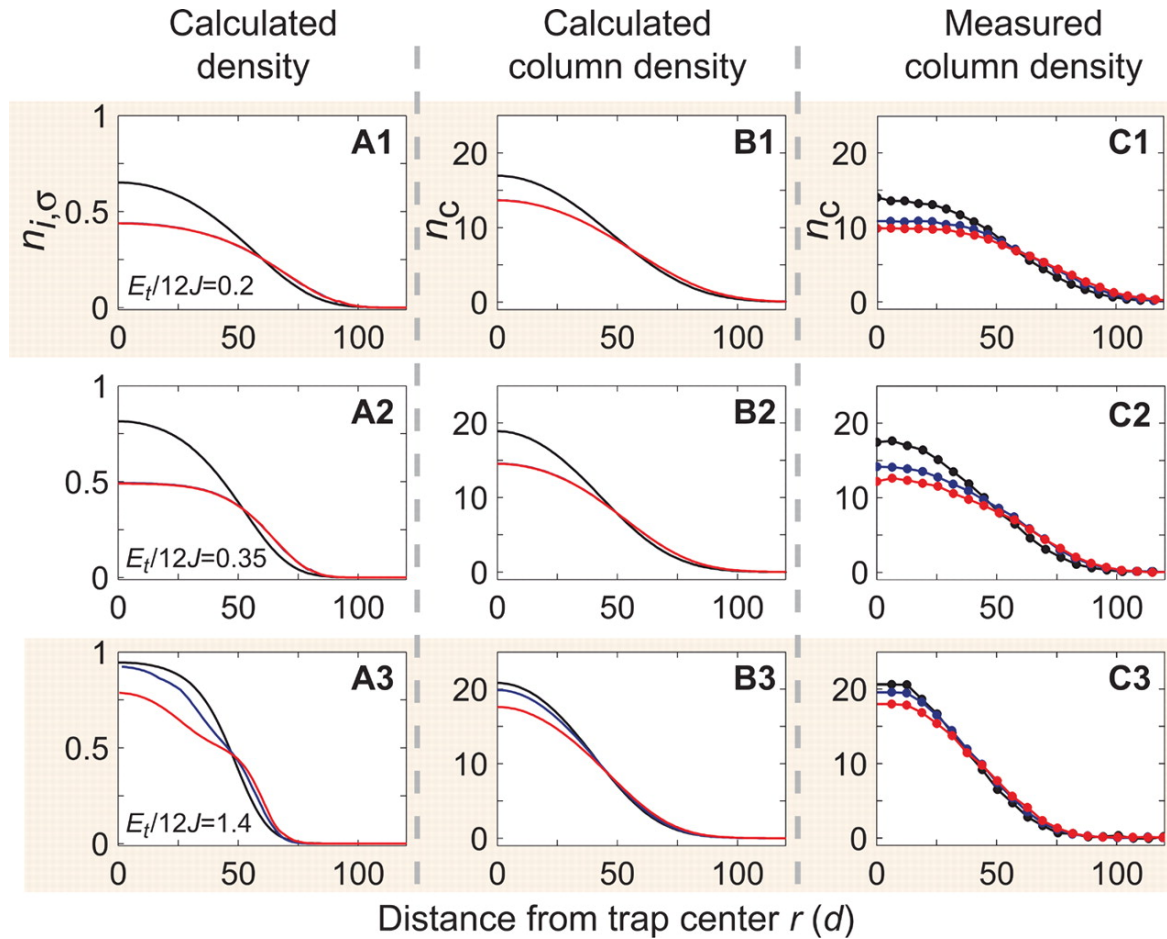 Calculated density
Calculated column density
Measured column density
A1
B1
C1
n_i,σ
n_c
n_c
1
0.5
0
20
10
0
20
10
0
E_t/12J=0.2
0 50 100
0 50 100
0 50 100
A2
B2
C2
1
0.5
0
20
10
0
20
10
0
E_t/12J=0.35
0 50 100
0 50 100
0 50 100
A3
B3
C3
1
0.5
0
20
10
0
20
10
0
E_t/12J=1.4
0 50 100
0 50 100
0 50 100
Distance from trap center r (d)